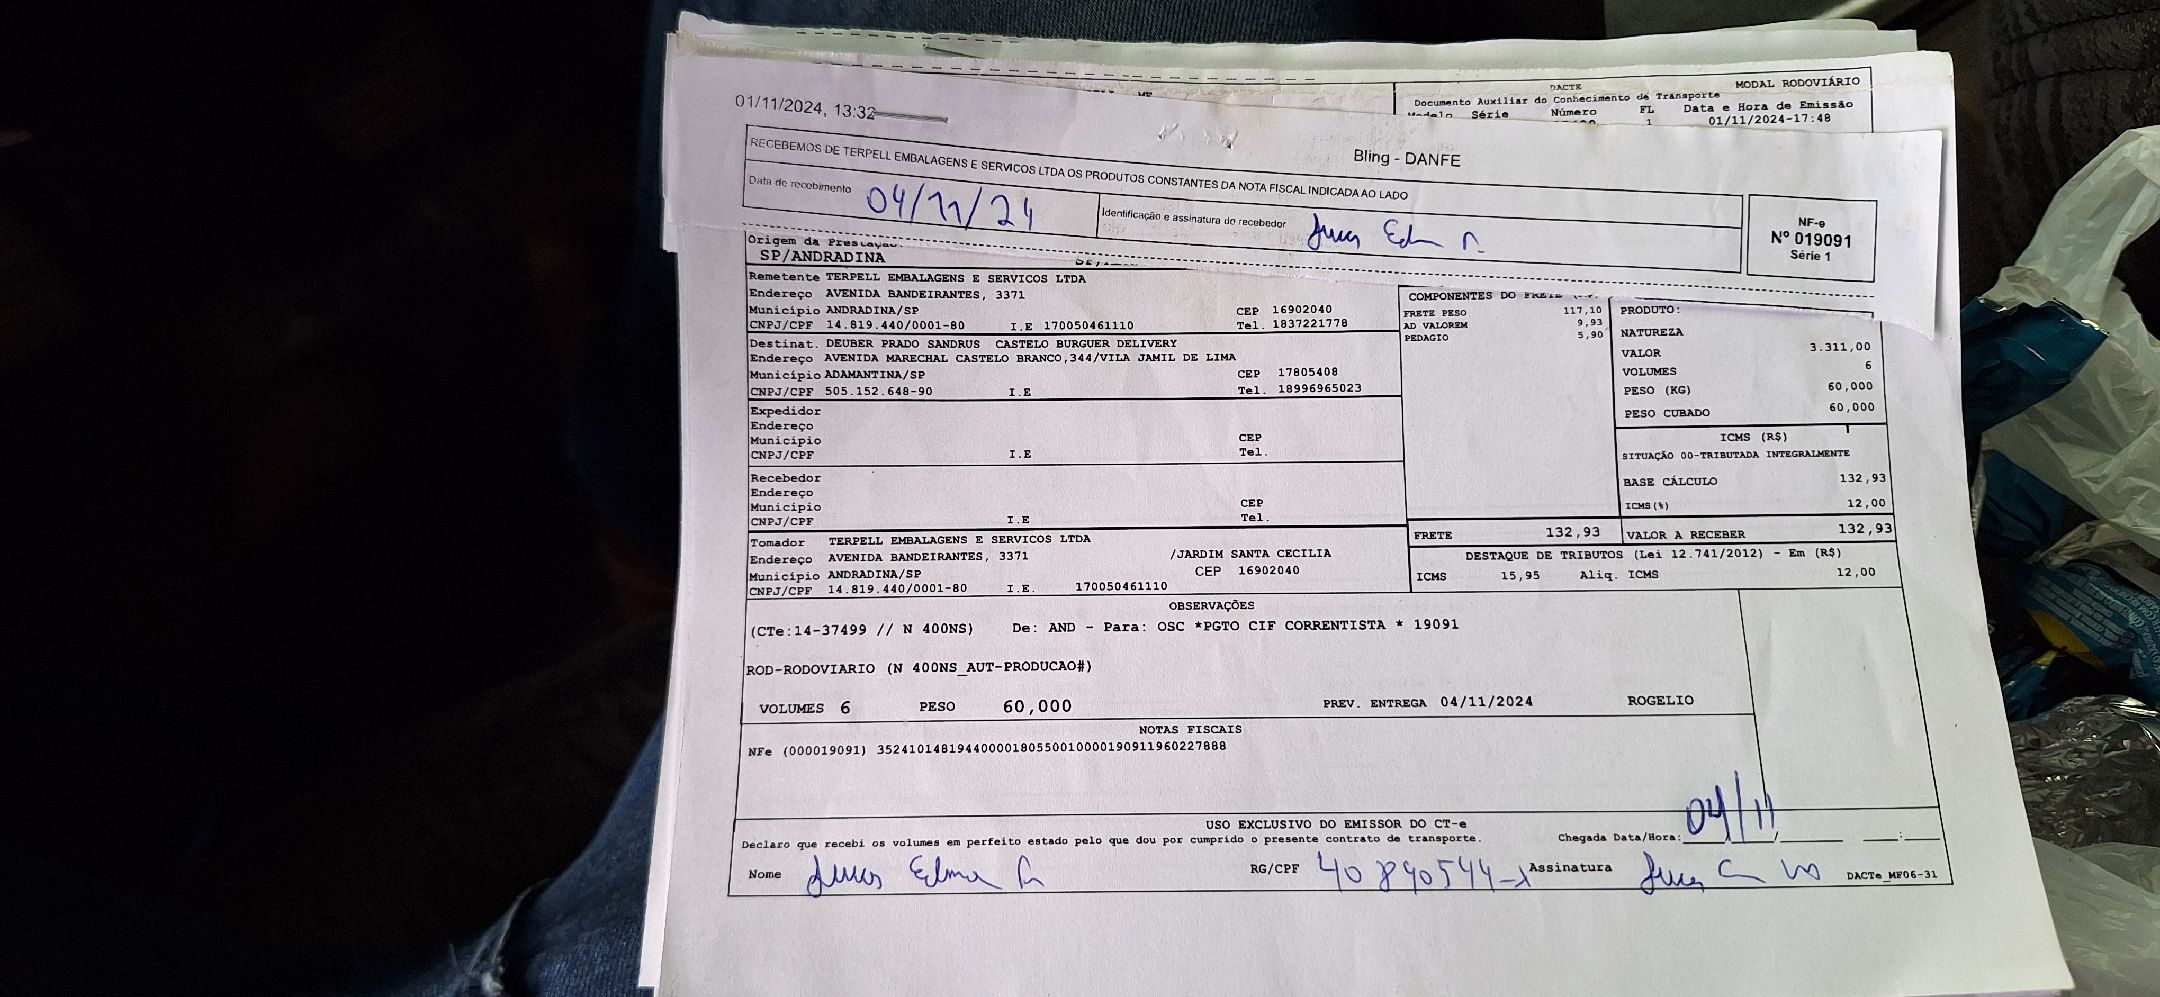 01/11/2024, 13:32
DACTE
MODAL RODOVIÁRIO
Documento Auxiliar do Conhecimento de Transporte
Modelo Série Número FL Data e Hora de Emissão
1 01/11/2024-17:48
Bling - DANFE
RECEBEMOS DE TERPELL EMBALAGENS E SERVICOS LTDA OS PRODUTOS CONSTANTES DA NOTA FISCAL INDICADA AO LADO
Data de recebimento 04/11/24 Identificação e assinatura do recebedor
NF-e
Nº 019091
Série 1
Origem da Prestação
SP/ANDRADINA
Remetente TERPELL EMBALAGENS E SERVICOS LTDA
Endereço AVENIDA BANDEIRANTES, 3371
Município ANDRADINA/SP CEP 16902040
CNPJ/CPF 14.819.440/0001-80 I.E 170050461110 Tel. 1837221778
Destinat. DEUBER PRADO SANDRUS CASTELO BURGUER DELIVERY
Endereço AVENIDA MARECHAL CASTELO BRANCO,344/VILA JAMIL DE LIMA
Município ADAMANTINA/SP CEP 17805408
CNPJ/CPF 505.152.648-90 I.E Tel. 18996965023
Expedidor
Endereço
Município CEP
CNPJ/CPF I.E Tel.
Recebedor
Endereço
Município CEP
CNPJ/CPF I.E Tel.
Tomador TERPELL EMBALAGENS E SERVICOS LTDA
Endereço AVENIDA BANDEIRANTES, 3371 /JARDIM SANTA CECILIA
Município ANDRADINA/SP CEP 16902040
CNPJ/CPF 14.819.440/0001-80 I.E. 170050461110
COMPONENTES DO FRETE
FRETE PESO 117,10
AD VALOREM 9,93
PEDAGIO 5,90
PRODUTO:
NATUREZA
VALOR 3.311,00
VOLUMES 6
PESO (KG) 60,000
PESO CUBADO 60,000
ICMS (R$)
SITUAÇÃO 00-TRIBUTADA INTEGRALMENTE
BASE CÁLCULO 132,93
ICMS(%) 12,00
FRETE 132,93 VALOR A RECEBER 132,93
DESTAQUE DE TRIBUTOS (Lei 12.741/2012) - Em (R$)
ICMS 15,95 Aliq. ICMS 12,00
OBSERVAÇÕES
(CTe:14-37499 // N 400NS) De: AND - Para: OSC *PGTO CIF CORRENTISTA * 19091
ROD-RODOVIARIO (N 400NS_AUT-PRODUCAO#)
VOLUMES 6 PESO 60,000 PREV. ENTREGA 04/11/2024 ROGELIO
NOTAS FISCAIS
NFe (000019091) 35241014819440000180550010000190911960227888
USO EXCLUSIVO DO EMISSOR DO CT-e
Declaro que recebi os volumes em perfeito estado pelo que dou por cumprido o presente contrato de transporte. Chegada Data/Hora: 04/11
Nome RG/CPF 40890544-x Assinatura DACTe_MF06-31